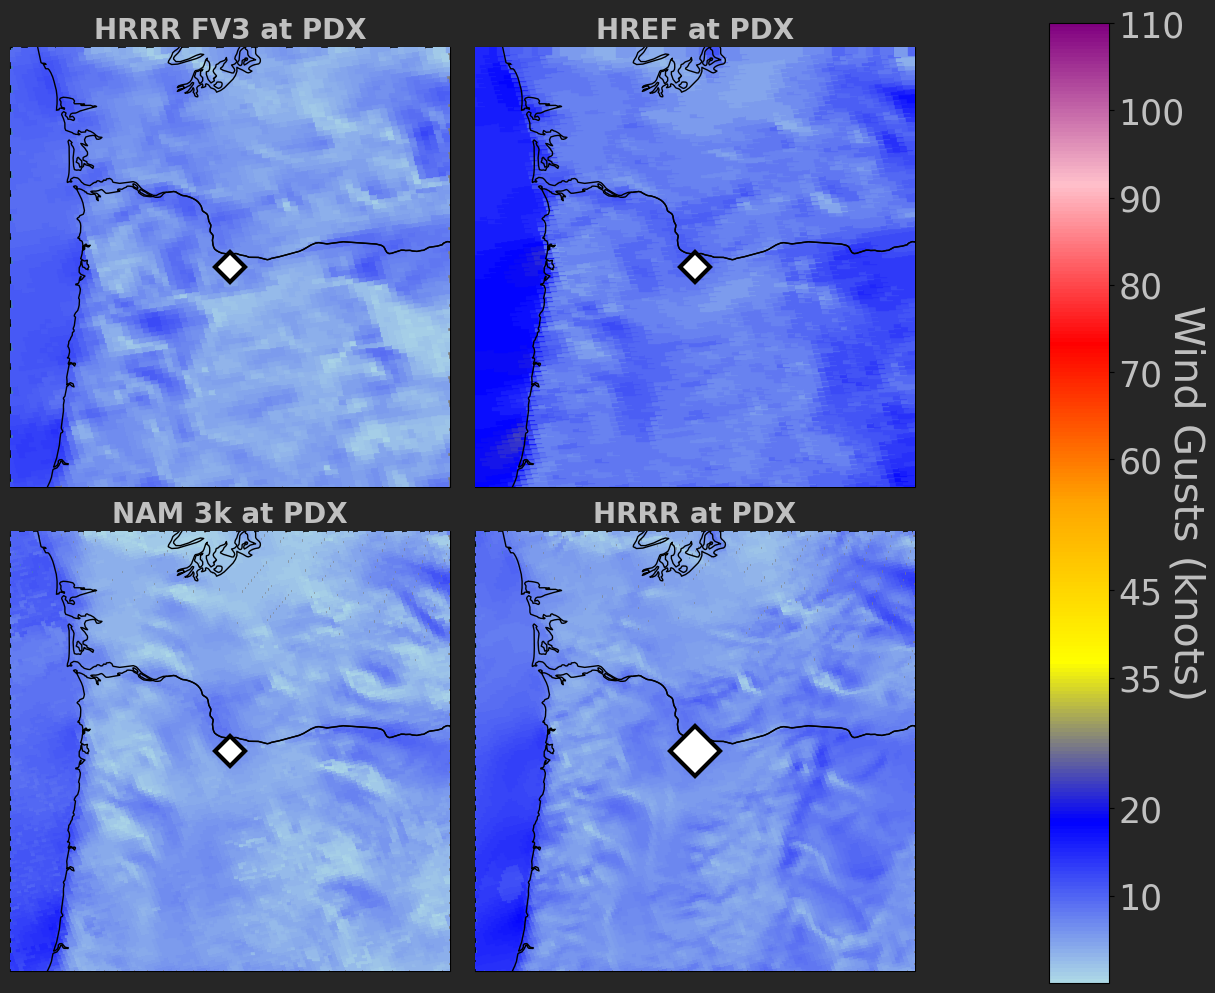 HRRR FV3 at PDX
HREF at PDX
NAM 3k at PDX
HRRR at PDX
110
100
90
80
70
60
45
35
20
10
Wind Gusts (knots)